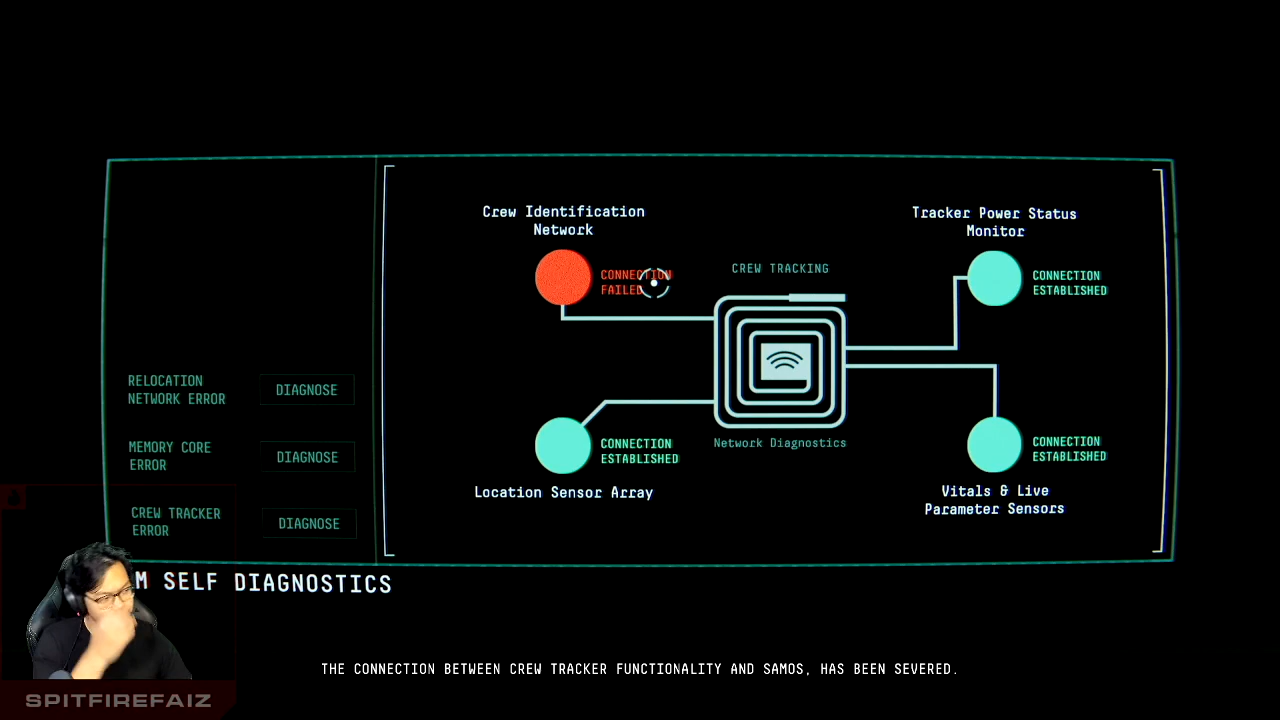 Crew Identification
Network
CONNECTION
FAILED
Tracker Power Status
Monitor
CONNECTION
ESTABLISHED
CREW TRACKING
Network Diagnostics
CONNECTION
ESTABLISHED
Location Sensor Array
CONNECTION
ESTABLISHED
Vitals & Live
Parameter Sensors
RELOCATION
NETWORK ERROR
DIAGNOSE
MEMORY CORE
ERROR
DIAGNOSE
CREW TRACKER
ERROR
DIAGNOSE
M SELF DIAGNOSTICS
THE CONNECTION BETWEEN CREW TRACKER FUNCTIONALITY AND SAMOS, HAS BEEN SEVERED.
SPITFIREFAIZ